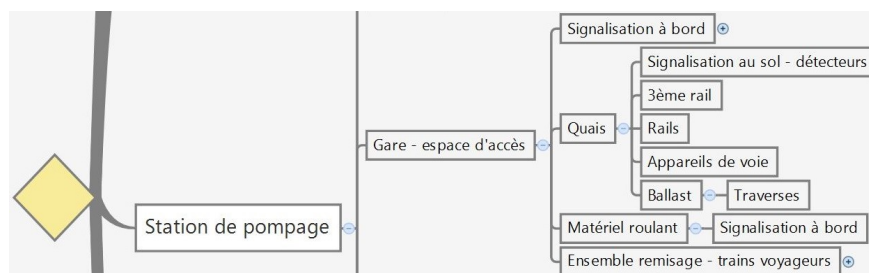 Signalisation à bord
Signalisation au sol - détecteurs
3ème rail
Quais
Rails
Gare - espace d'accès
Appareils de voie
Ballast
Traverses
Station de pompage
Matériel roulant
Signalisation à bord
Ensemble remisage - trains voyageurs